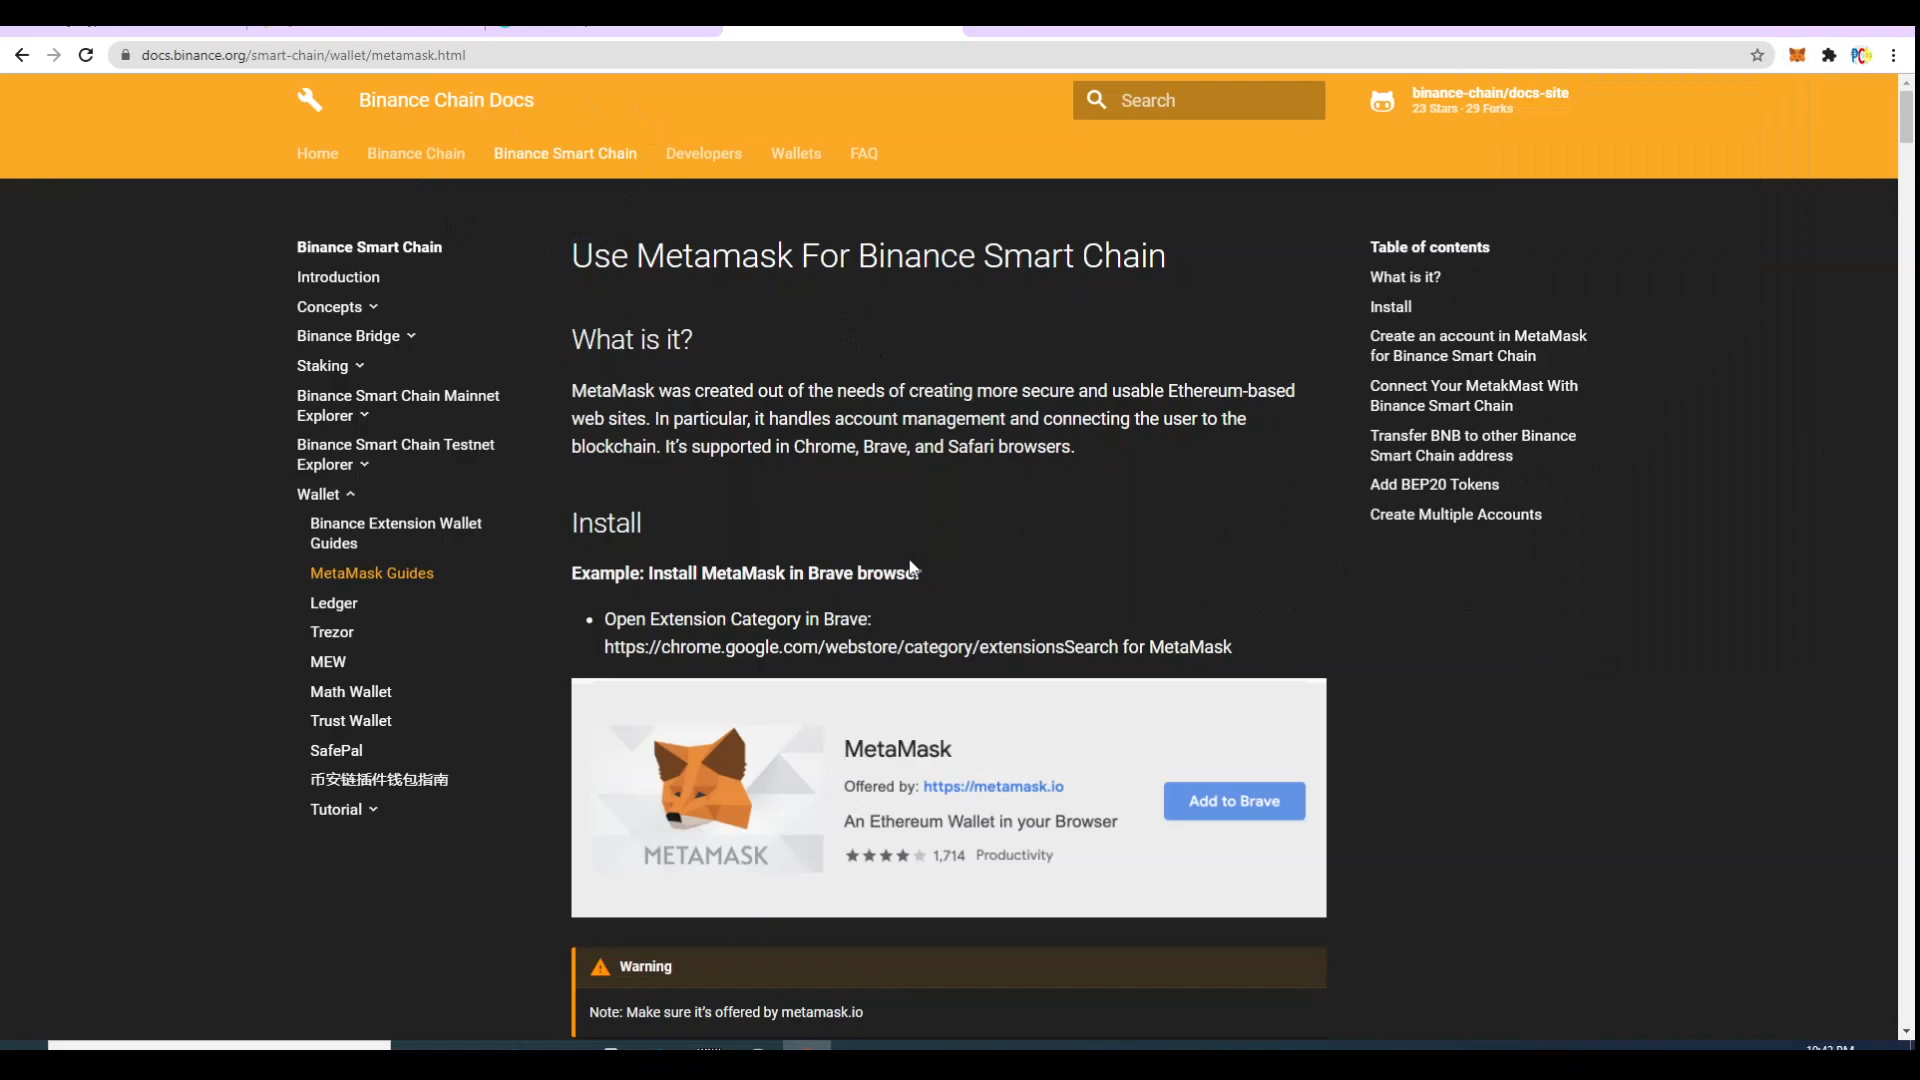 docs.binance.org/smart-chain/wallet/metamask.html
Binance Chain Docs
Search
binance-chain/docs-site
23 Stars · 29 Forks
Home
Binance Chain
Binance Smart Chain
Developers
Wallets
FAQ
Binance Smart Chain
Introduction
Concepts
Binance Bridge
Staking
Binance Smart Chain Mainnet
Explorer
Binance Smart Chain Testnet
Explorer
Wallet
Binance Extension Wallet
Guides
MetaMask Guides
Ledger
Trezor
MEW
Math Wallet
Trust Wallet
SafePal
币安链插件钱包指南
Tutorial
Use Metamask For Binance Smart Chain
What is it?
MetaMask was created out of the needs of creating more secure and usable Ethereum-based
web sites. In particular, it handles account management and connecting the user to the
blockchain. It's supported in Chrome, Brave, and Safari browsers.
Install
Example: Install MetaMask in Brave browser
Open Extension Category in Brave:
https://chrome.google.com/webstore/category/extensionsSearch for MetaMask
METAMASK
MetaMask
Offered by: https://metamask.io
An Ethereum Wallet in your Browser
1,714 Productivity
Add to Brave
Warning
Note: Make sure it's offered by metamask.io
Table of contents
What is it?
Install
Create an account in MetaMask
for Binance Smart Chain
Connect Your MetakMast With
Binance Smart Chain
Transfer BNB to other Binance
Smart Chain address
Add BEP20 Tokens
Create Multiple Accounts